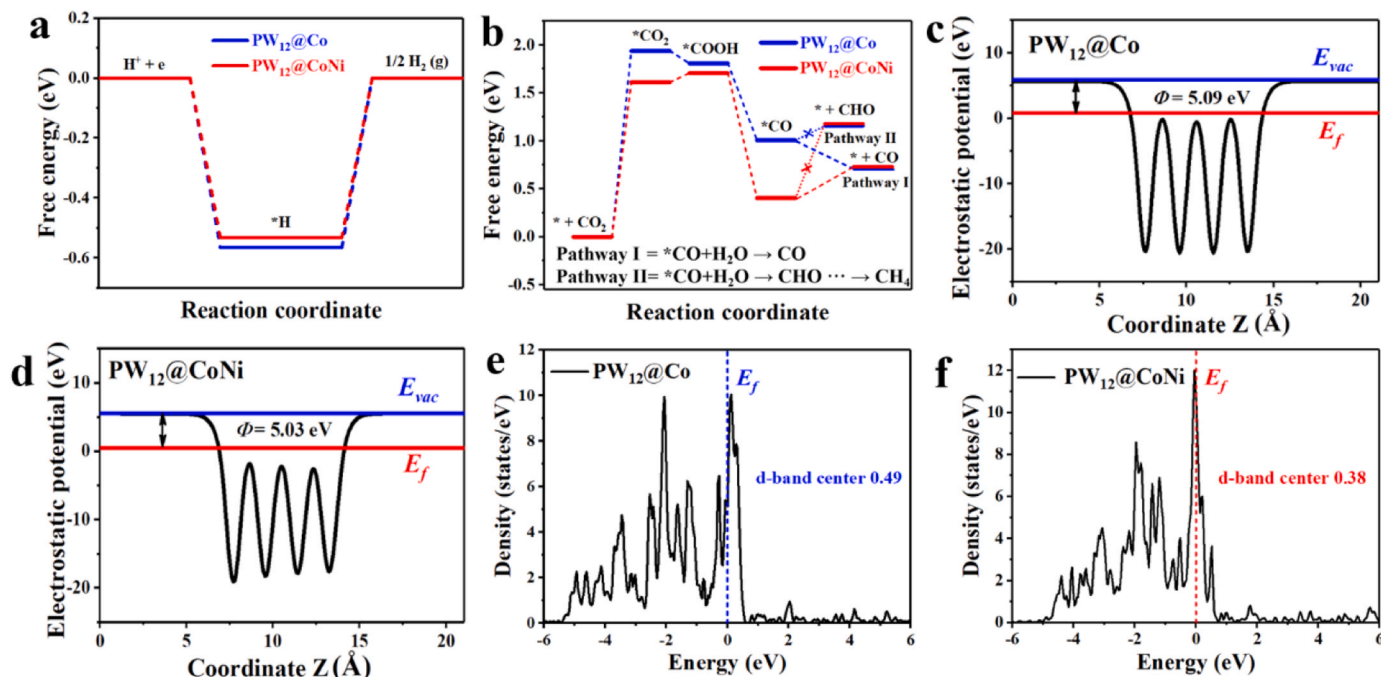 a
Free energy (eV)
0.2
0.0
-0.2
-0.4
-0.6
PW12@Co
PW12@CoNi
H+ + e
1/2 H2 (g)
*H
Reaction coordinate
b
Free energy (eV)
2.0
1.5
1.0
0.5
0.0
-0.5
*CO2
*COOH
PW12@Co
PW12@CoNi
* + CHO
*CO
Pathway II
* + CO
Pathway I
* + CO2
Pathway I = *CO+H2O → CO
Pathway II= *CO+H2O → CHO ··· → CH4
Reaction coordinate
c
Electrostatic potential (eV)
10
0
-10
-20
PW12@Co
Evac
Φ = 5.09 eV
Ef
0 5 10 15 20
Coordinate Z (Å)
d
Electrostatic potential (eV)
10
0
-10
-20
PW12@CoNi
Evac
Φ= 5.03 eV
Ef
0 5 10 15 20
Coordinate Z (Å)
e
Density (states/eV)
12
10
8
6
4
2
0
PW12@Co
Ef
d-band center 0.49
-6 -4 -2 0 2 4 6
Energy (eV)
f
Density (states/eV)
12
10
8
6
4
2
0
PW12@CoNi
Ef
d-band center 0.38
-6 -4 -2 0 2 4 6
Energy (eV)